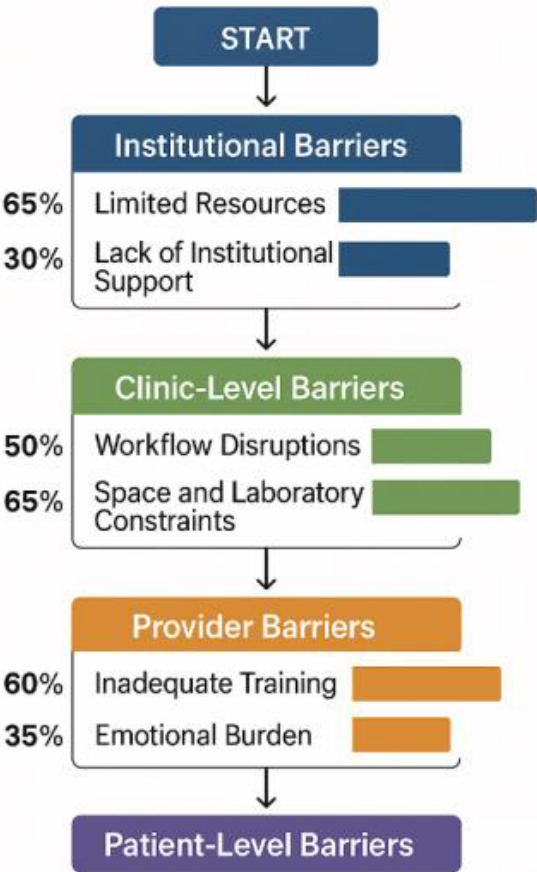 START
Institutional Barriers
65% Limited Resources
30% Lack of Institutional
Support
Clinic-Level Barriers
50% Workflow Disruptions
65% Space and Laboratory
Constraints
Provider Barriers
60% Inadequate Training
35% Emotional Burden
Patient-Level Barriers